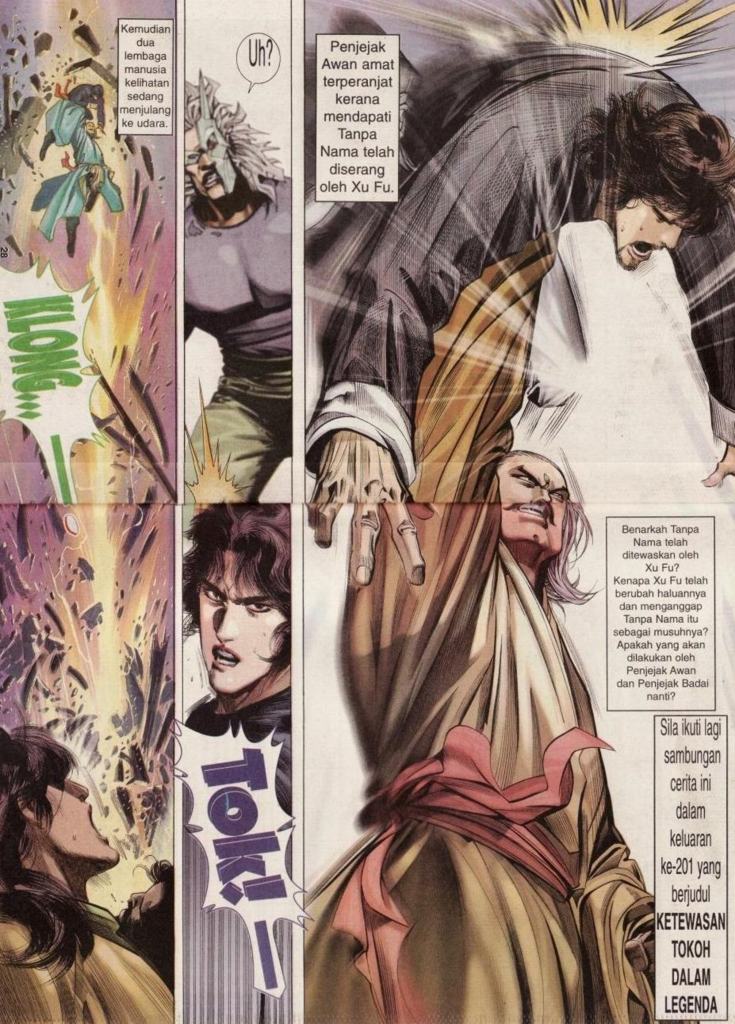 Kemudian
dua
lembaga
manusia
kelihatan
sedang
menjulang
ke udara.
Uh?
Penjejak
Awan amat
terperanjat
kerana
mendapati
Tanpa
Nama telah
diserang
oleh Xu Fu.
28
KLONG...
Tok!
Benarkah Tanpa
Nama telah
ditewaskan oleh
Xu Fu?
Kenapa Xu Fu telah
berubah haluannya
dan menganggap
Tanpa Nama itu
sebagai musuhnya?
Apakah yang akan
dilakukan oleh
Penjejak Awan
dan Penjejak Badai
nanti?
Sila ikuti lagi
sambungan
cerita ini
dalam
keluaran
ke-201 yang
berjudul
KETEWASAN
TOKOH
DALAM
LEGENDA